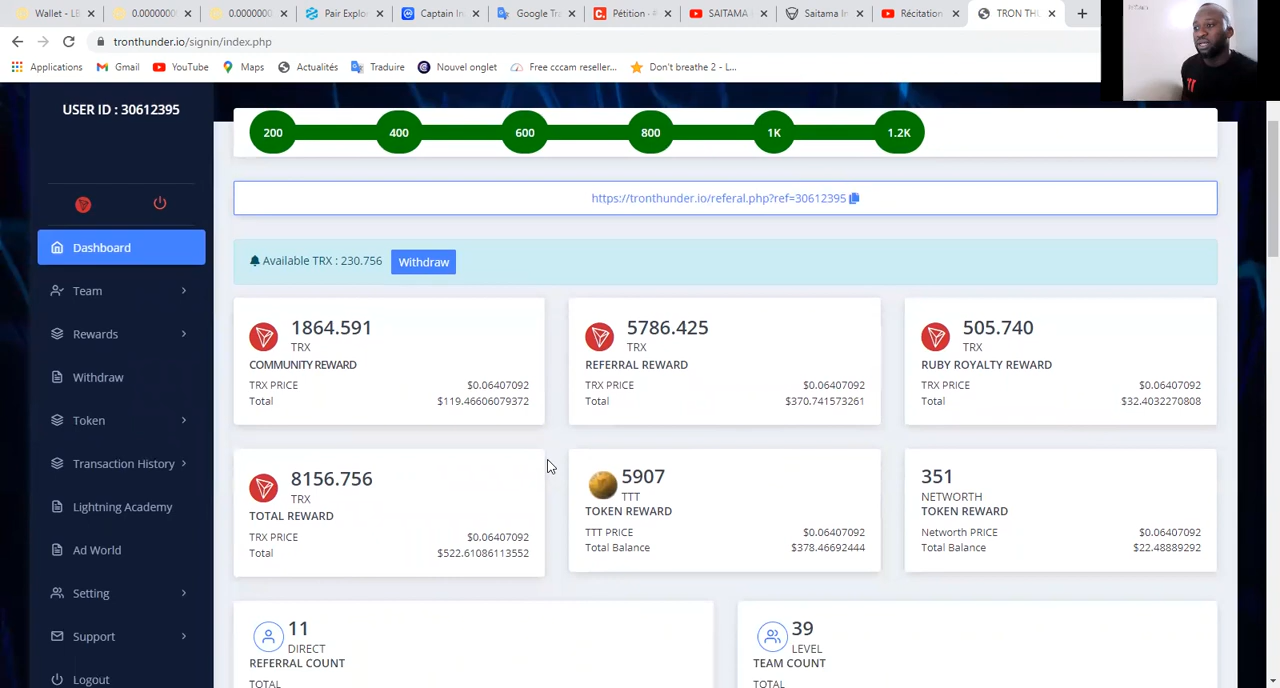 Wallet - LB
0.0000000
0.0000000
Pair Explo
Captain In
Google Tra
Pétition - 
SAITAMA
Saitama In
Récitation
TRON TH
tronthunder.io/signin/index.php
Applications
Gmail
YouTube
Maps
Actualités
Traduire
Nouvel onglet
Free cccam reseller...
Don't breathe 2 - L...
USER ID : 30612395
Dashboard
Team
Rewards
Withdraw
Token
Transaction History
Lightning Academy
Ad World
Setting
Support
Logout
200
400
600
800
1K
1.2K
https://tronthunder.io/referal.php?ref=30612395
Available TRX : 230.756
Withdraw
1864.591
TRX
COMMUNITY REWARD
TRX PRICE $0.06407092
Total $119.46606079372
5786.425
TRX
REFERRAL REWARD
TRX PRICE $0.06407092
Total $370.741573261
505.740
TRX
RUBY ROYALTY REWARD
TRX PRICE $0.06407092
Total $32.4032270808
8156.756
TRX
TOTAL REWARD
TRX PRICE $0.06407092
Total $522.61086113552
5907
TTT
TOKEN REWARD
TTT PRICE $0.06407092
Total Balance $378.46692444
351
NETWORTH
TOKEN REWARD
Networth PRICE $0.06407092
Total Balance $22.48889292
11
DIRECT
REFERRAL COUNT
TOTAL
39
LEVEL
TEAM COUNT
TOTAL